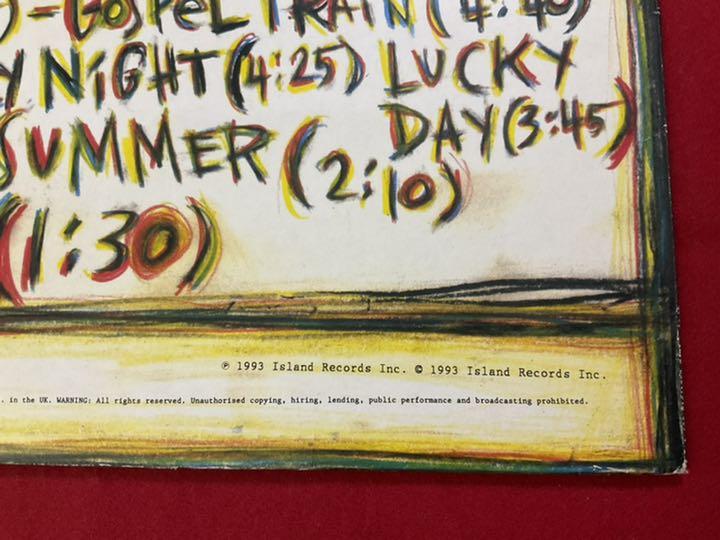 )-GOSPEL TRAIN (4:40)
Y NiGHT (4:25) LUCKY
SUMMER (2:10) DAY (3:45)
(1:30)
℗ 1993 Island Records Inc. © 1993 Island Records Inc.
. in the UK. WARNING: All rights reserved. Unauthorised copying, hiring, lending, public performance and broadcasting prohibited.